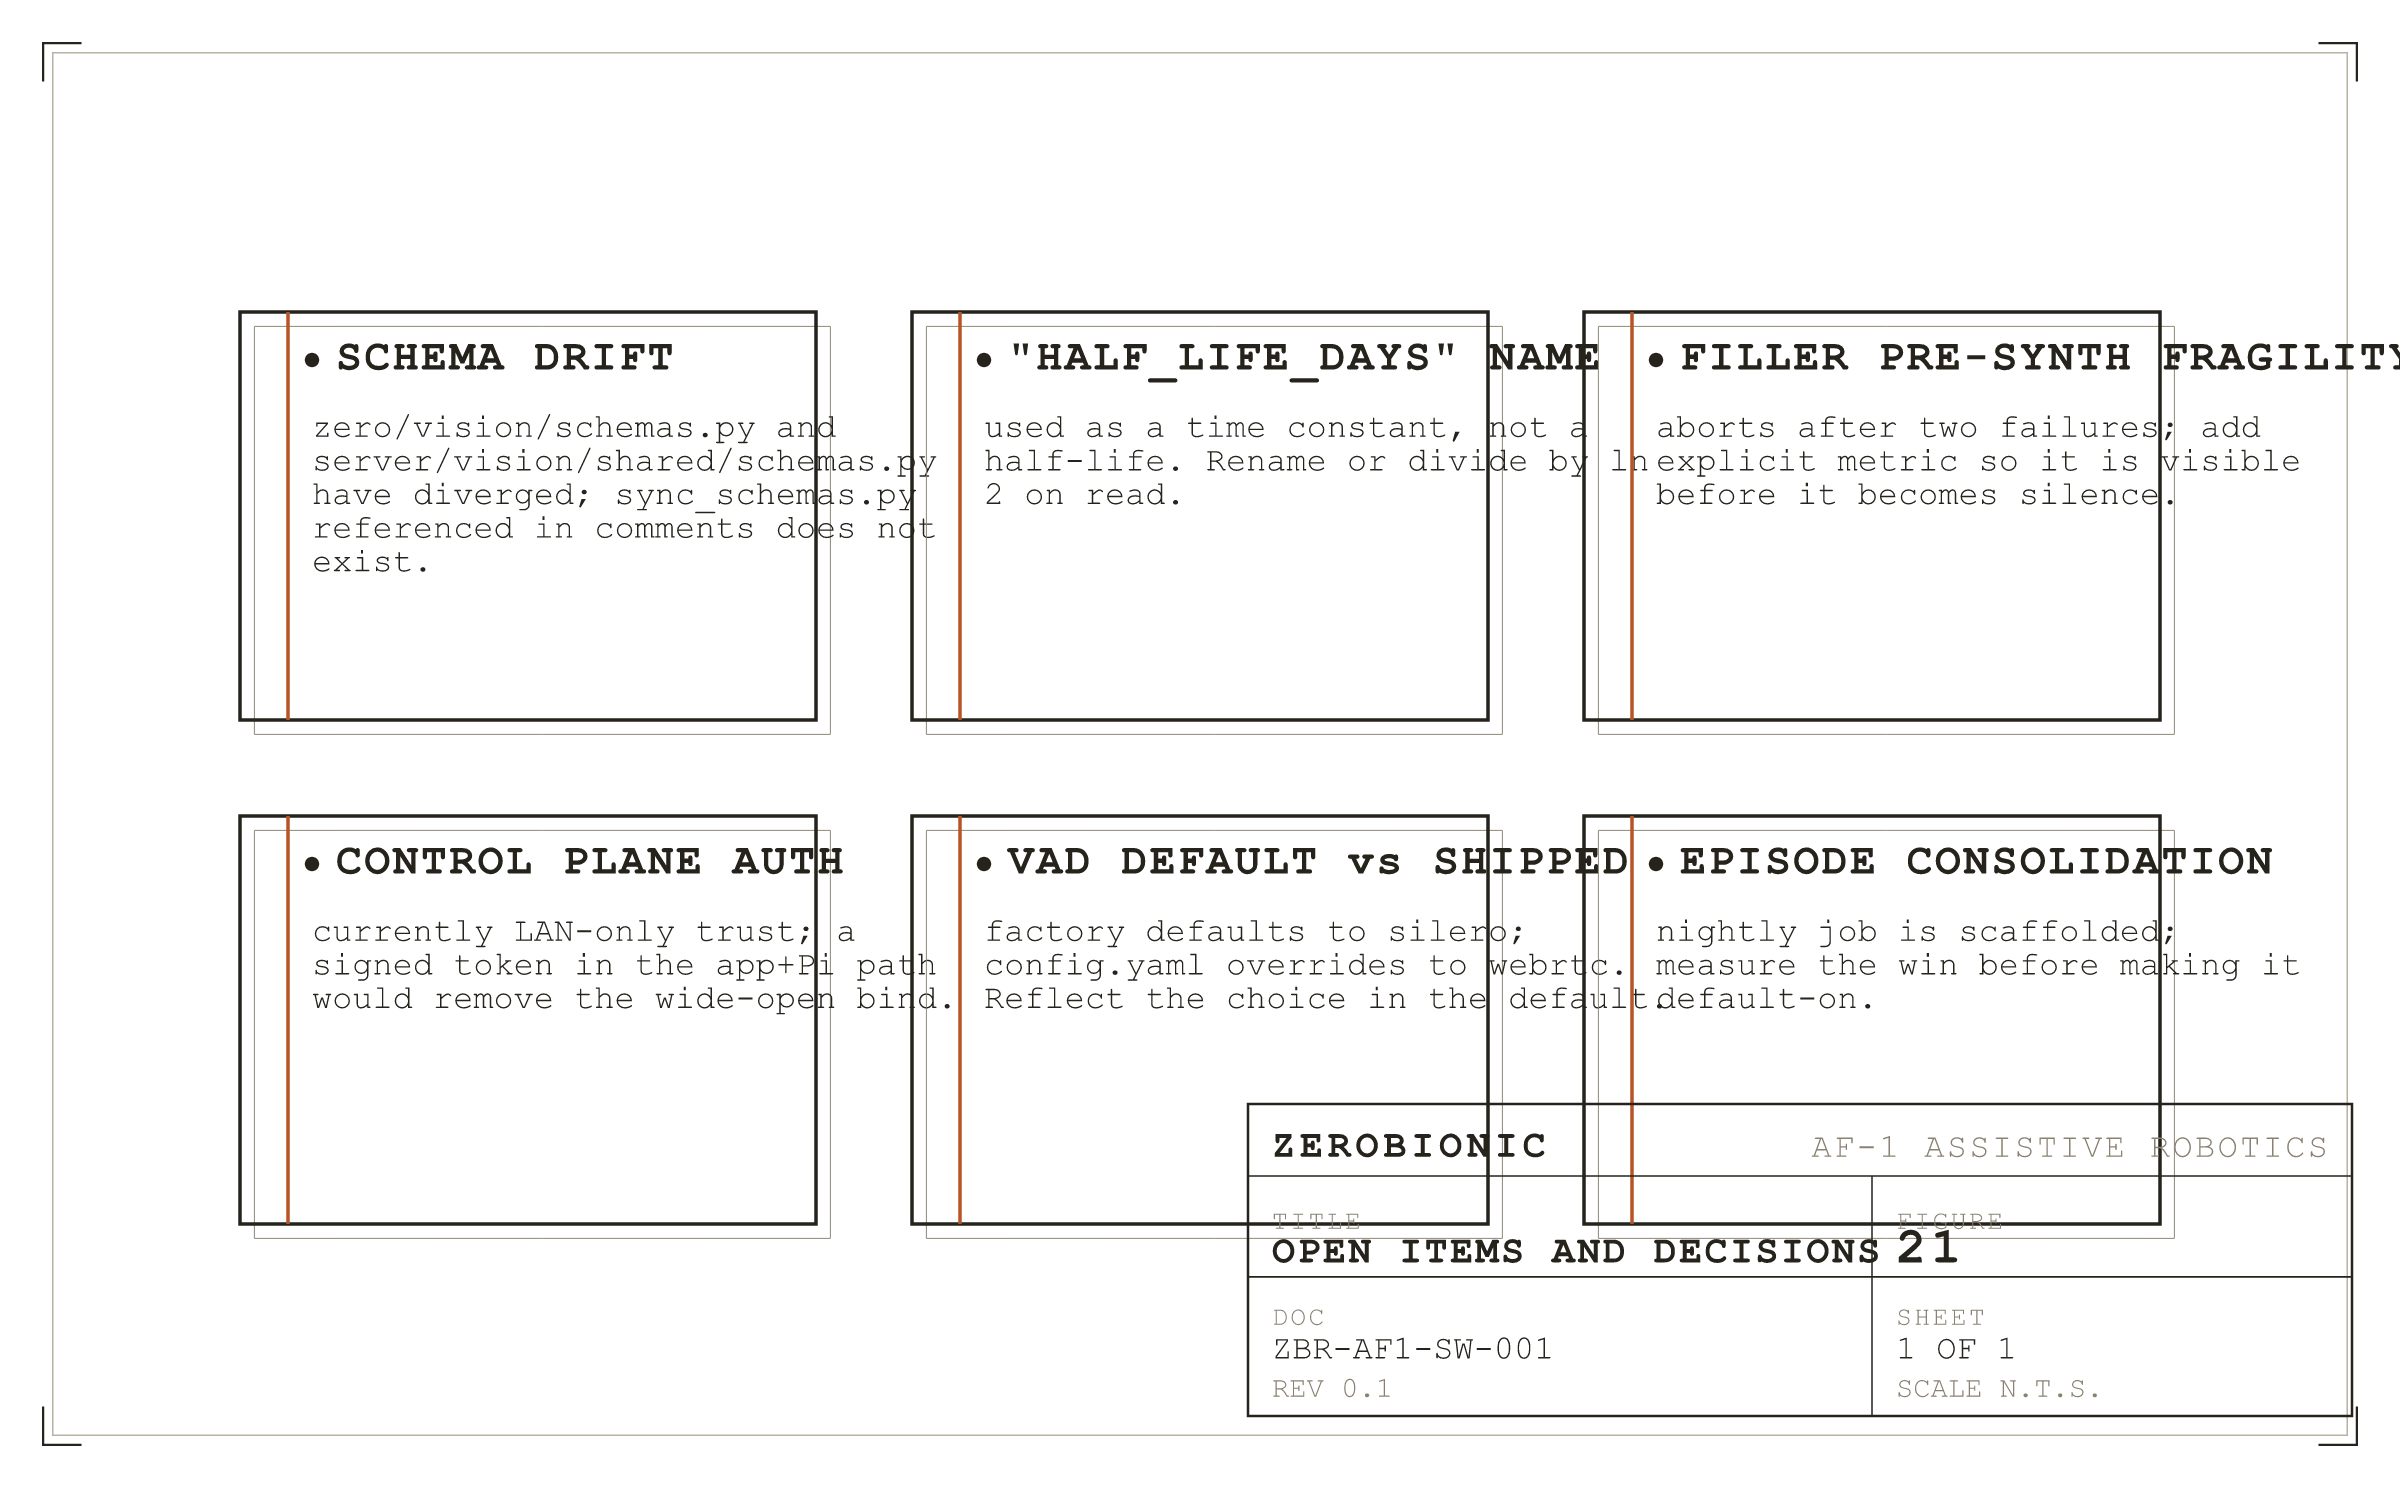 • SCHEMA DRIFT
zero/vision/schemas.py and
server/vision/shared/schemas.py
have diverged; sync_schemas.py
referenced in comments does not
exist.
• "HALF_LIFE_DAYS" NAME
used as a time constant, not a
half-life. Rename or divide by ln
2 on read.
• FILLER PRE-SYNTH FRAGILITY
aborts after two failures; add
explicit metric so it is visible
before it becomes silence.
• CONTROL PLANE AUTH
currently LAN-only trust; a
signed token in the app+Pi path
would remove the wide-open bind.
• VAD DEFAULT vs SHIPPED
factory defaults to silero;
config.yaml overrides to webrtc.
Reflect the choice in the default.
• EPISODE CONSOLIDATION
nightly job is scaffolded;
measure the win before making it
default-on.
ZEROBIONIC
AF-1 ASSISTIVE ROBOTICS
TITLE
OPEN ITEMS AND DECISIONS
FIGURE
21
DOC
ZBR-AF1-SW-001
REV 0.1
SHEET
1 OF 1
SCALE N.T.S.